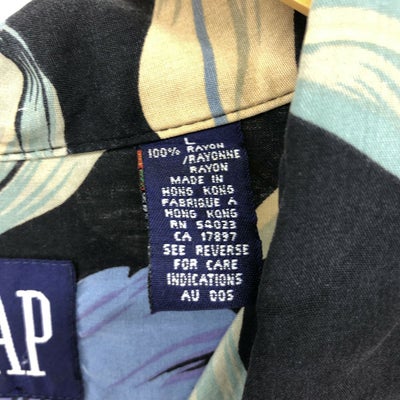 L
100% RAYON
/RAYONNE
RAYON
MADE IN
HONG KONG
FABRIQUE A
HONG KONG
RN 54023
CA 17897
SEE REVERSE
FOR CARE
INDICATIONS
AU DOS
AP